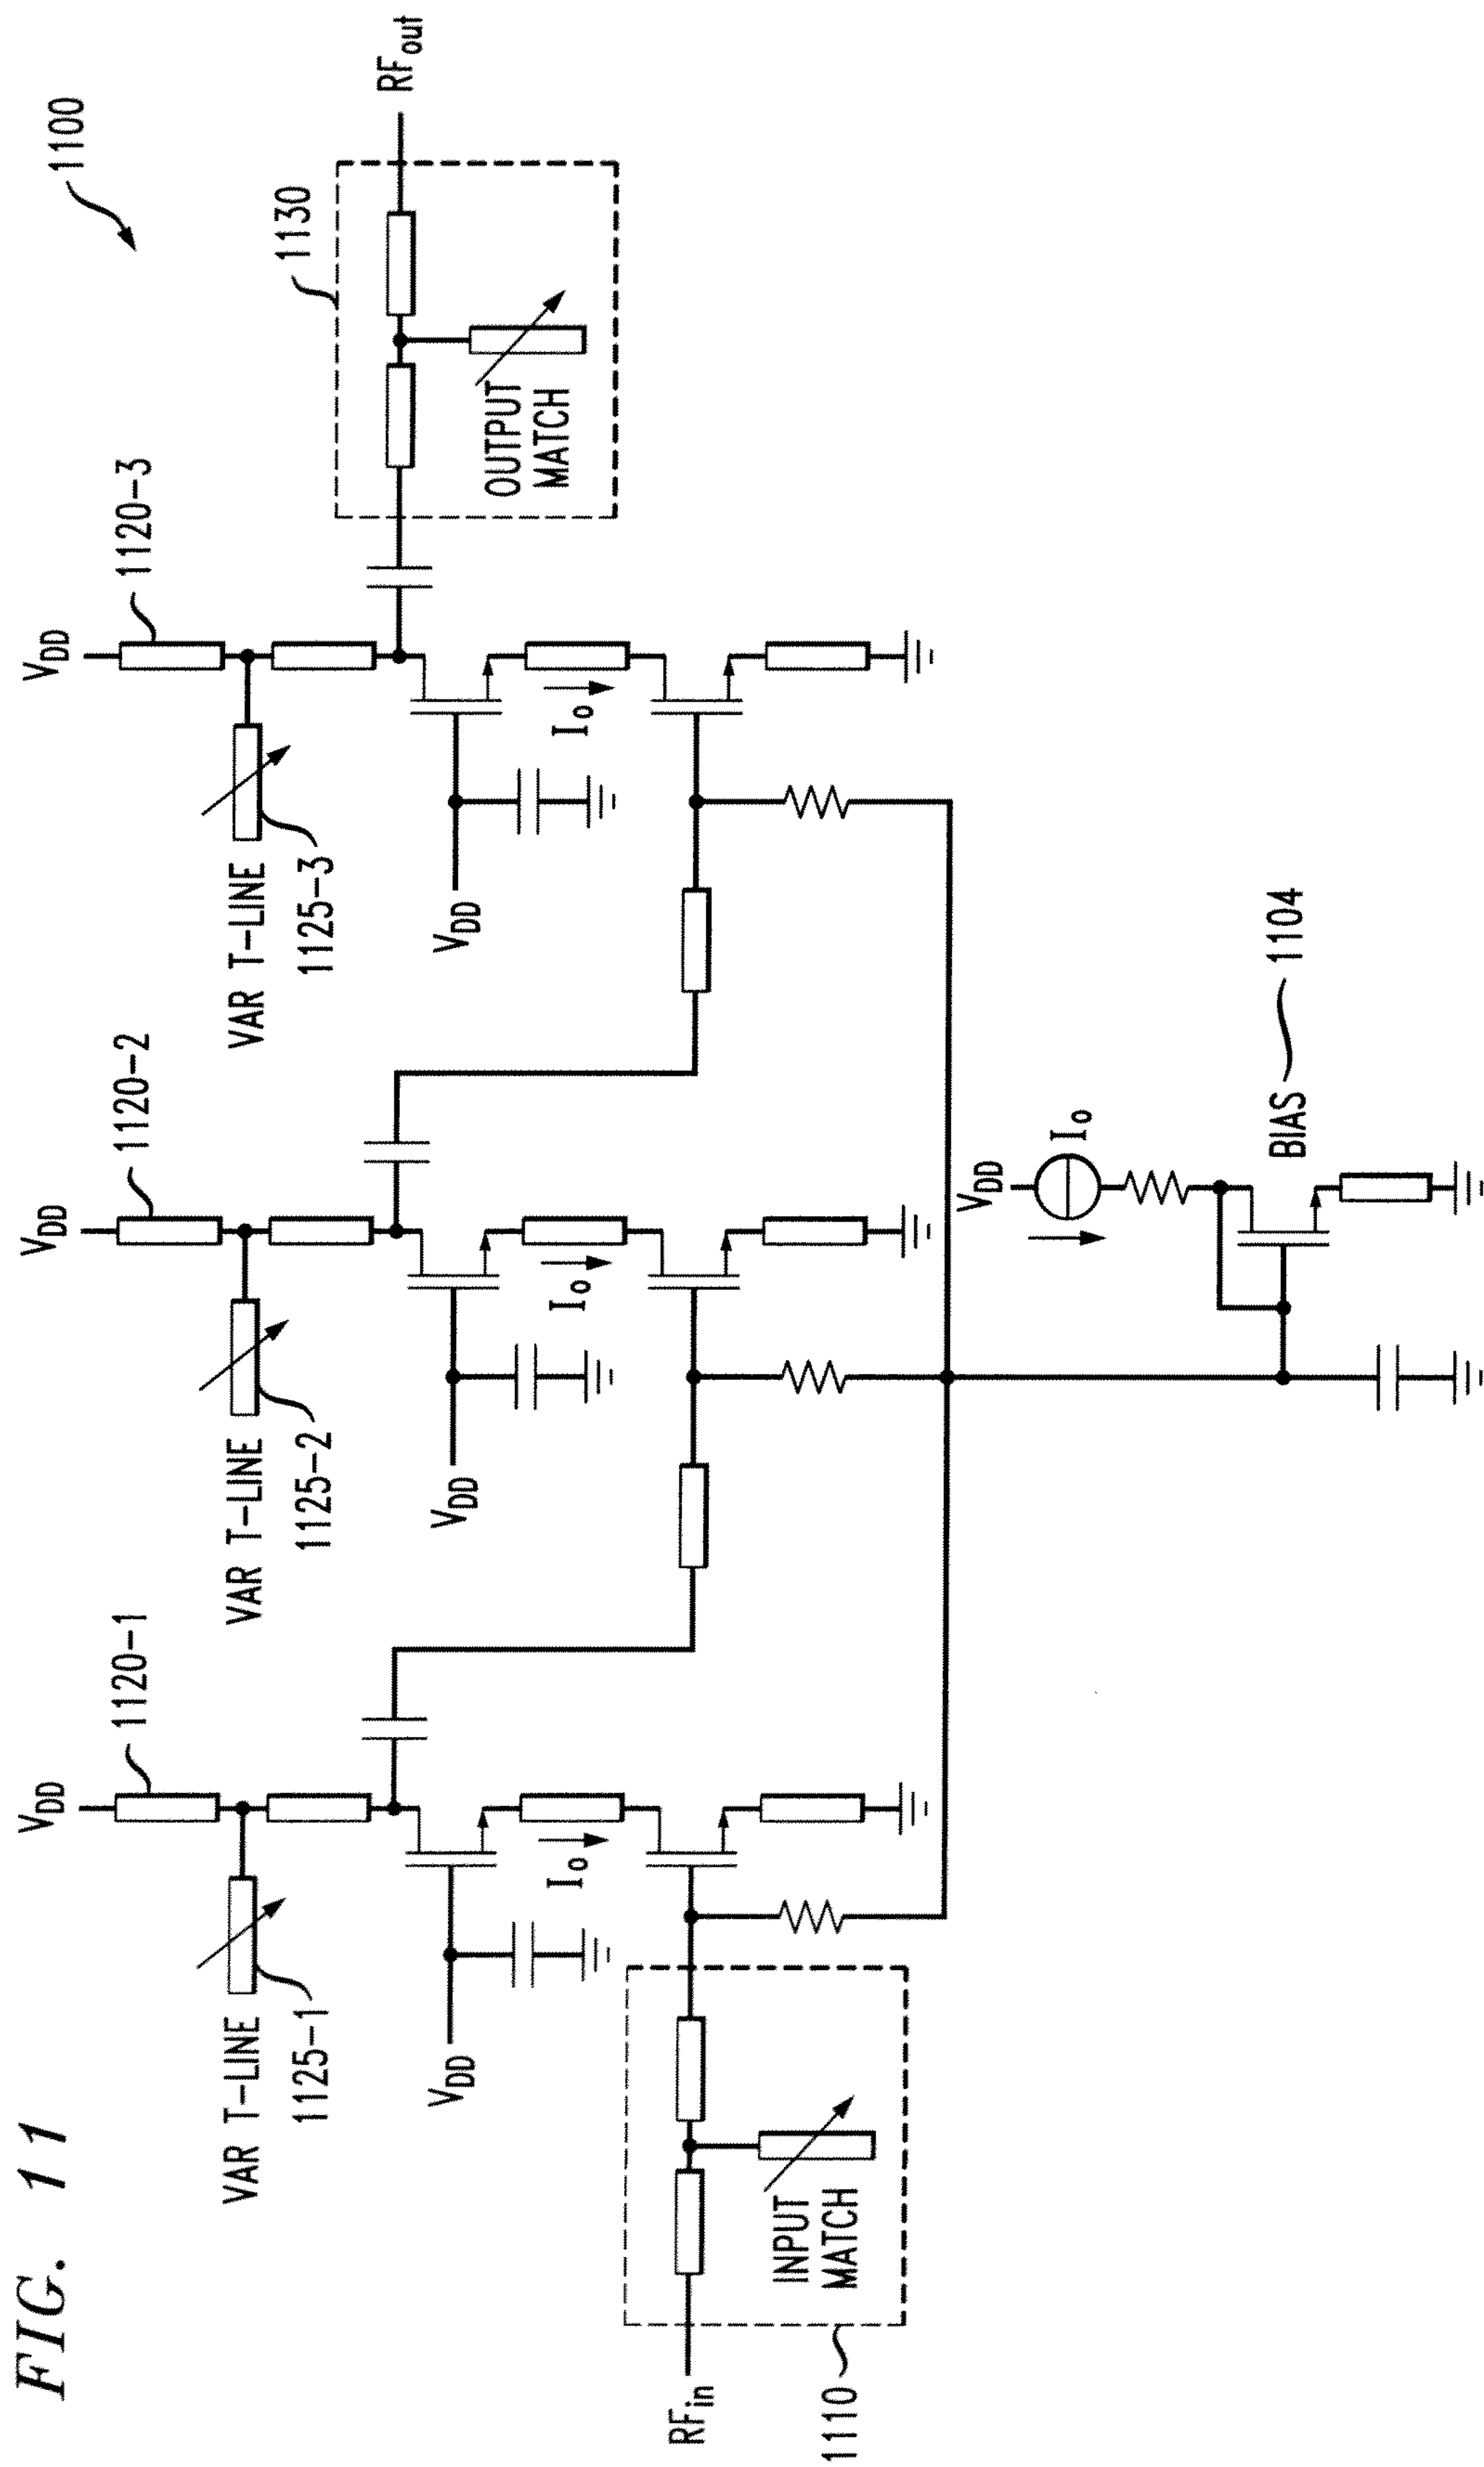 FIG. 11
1100
VDD
1120-1
VDD
1120-2
VDD
1120-3
1130
RFout
VAR T-LINE
1125-1
VAR T-LINE
1125-2
VAR T-LINE
1125-3
OUTPUT
MATCH
VDD
Io
VDD
Io
VDD
Io
RFin
INPUT
MATCH
1110
VDD
Io
BIAS
1104